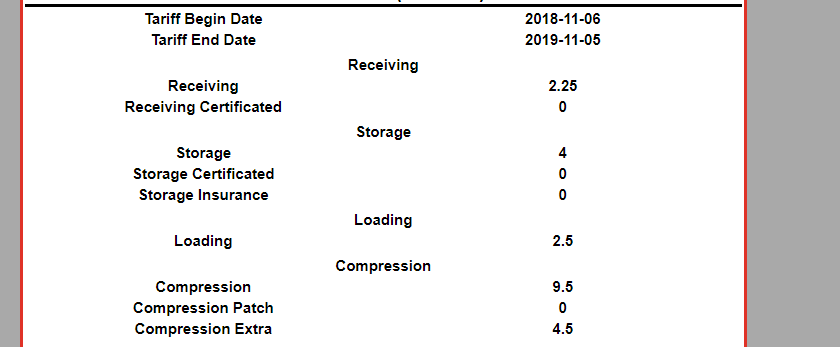 Tariff Begin Date 2018-11-06
Tariff End Date 2019-11-05
Receiving
Receiving 2.25
Receiving Certificated 0
Storage
Storage 4
Storage Certificated 0
Storage Insurance 0
Loading
Loading 2.5
Compression
Compression 9.5
Compression Patch 0
Compression Extra 4.5